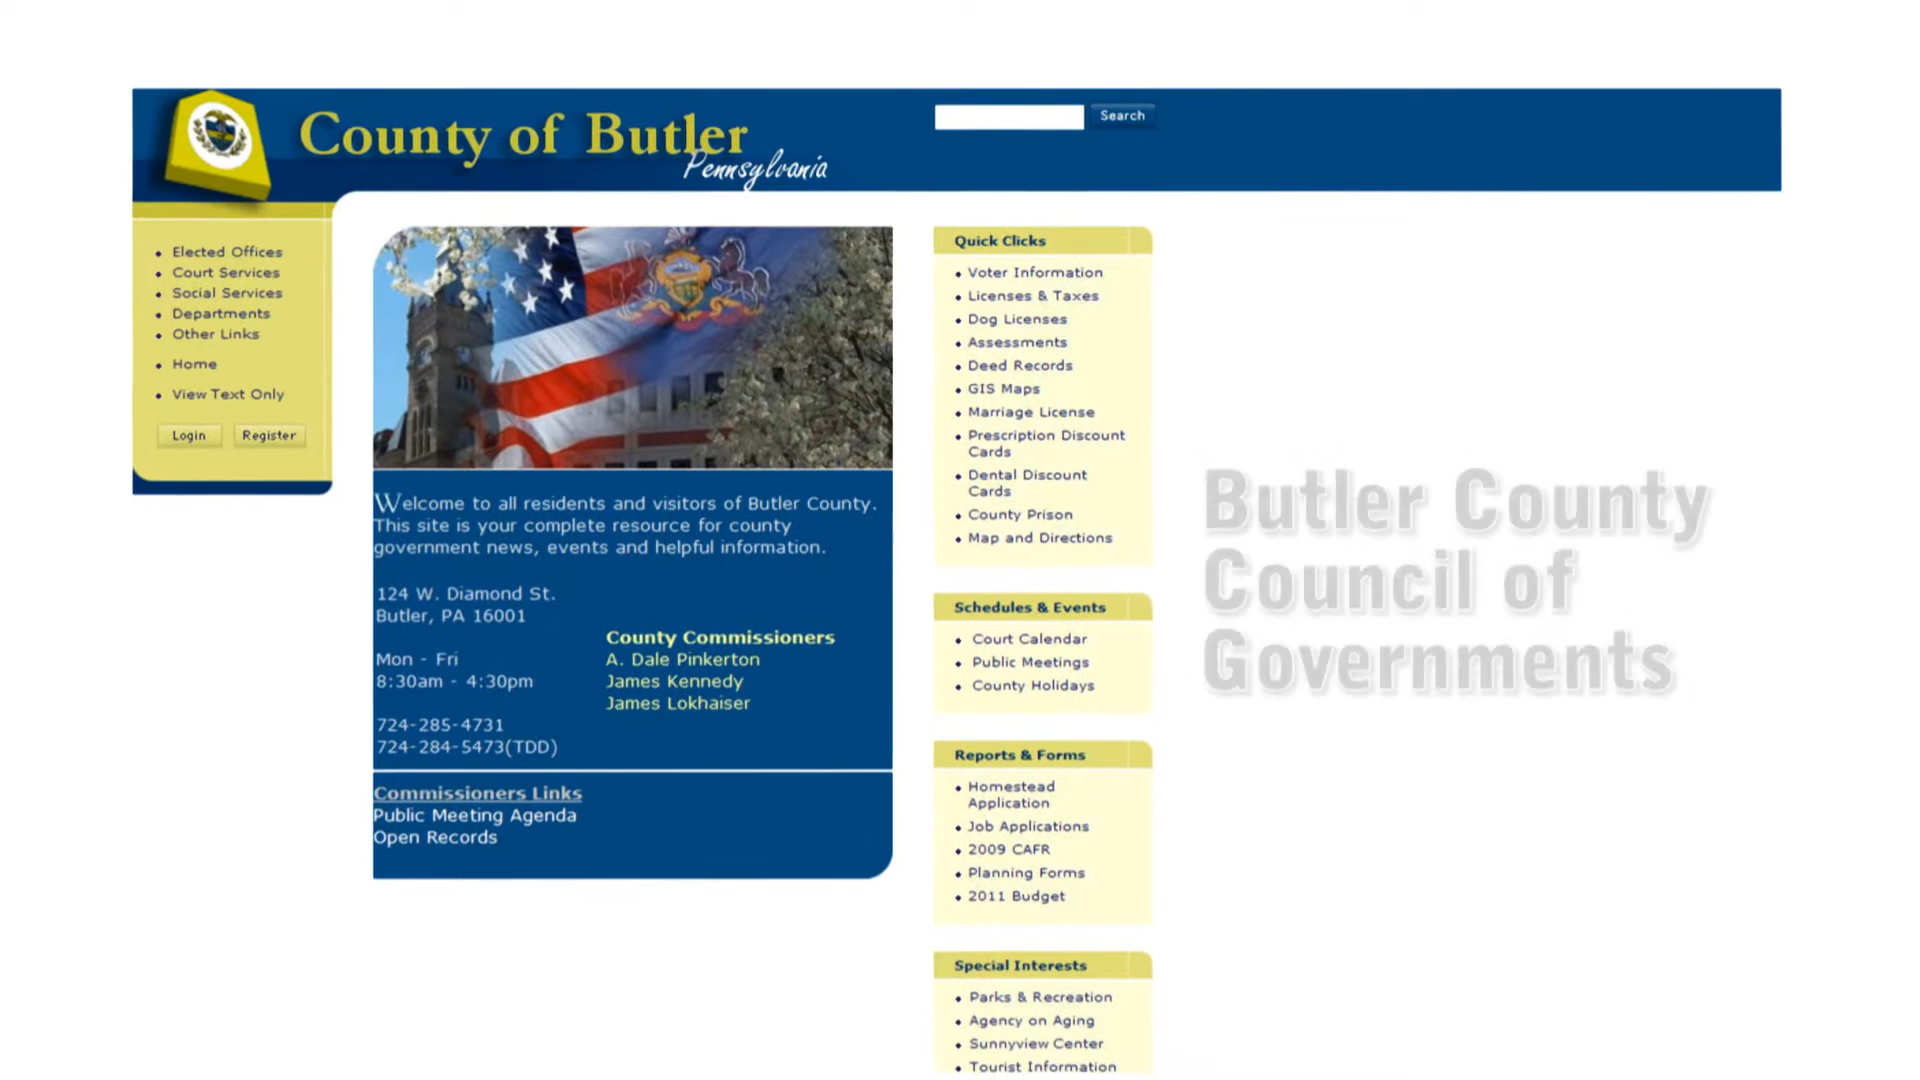 County of Butler
Pennsylvania
Search
Elected Offices
Court Services
Social Services
Departments
Other Links
Home
View Text Only
Login
Register
Welcome to all residents and visitors of Butler County.
This site is your complete resource for county
government news, events and helpful information.
124 W. Diamond St.
Butler, PA 16001
Mon - Fri
8:30am - 4:30pm
724-285-4731
724-284-5473(TDD)
County Commissioners
A. Dale Pinkerton
James Kennedy
James Lokhaiser
Commissioners Links
Public Meeting Agenda
Open Records
Quick Clicks
Voter Information
Licenses & Taxes
Dog Licenses
Assessments
Deed Records
GIS Maps
Marriage License
Prescription Discount
Cards
Dental Discount
Cards
County Prison
Map and Directions
Schedules & Events
Court Calendar
Public Meetings
County Holidays
Reports & Forms
Homestead
Application
Job Applications
2009 CAFR
Planning Forms
2011 Budget
Special Interests
Parks & Recreation
Agency on Aging
Sunnyview Center
Tourist Information
Butler County
Council of
Governments